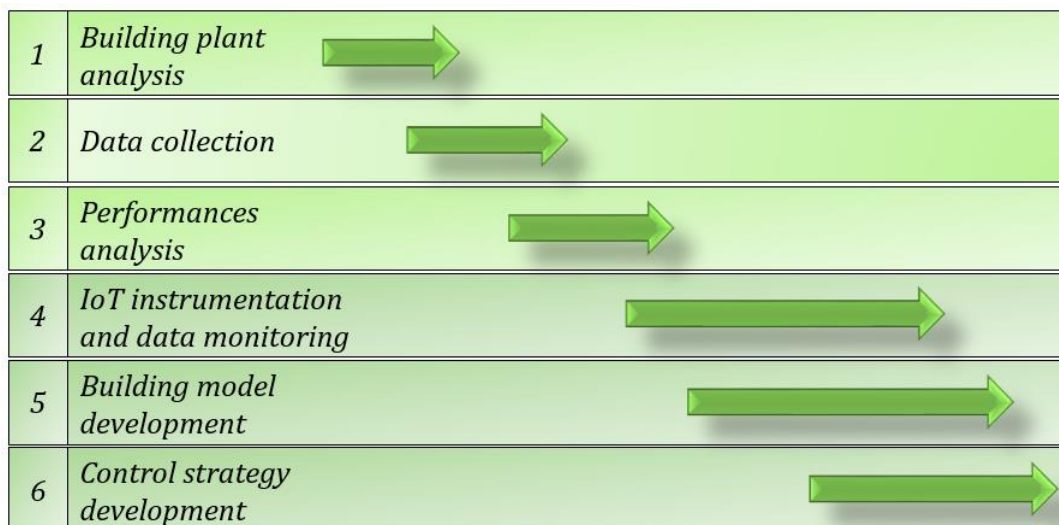 1
Building plant
analysis
2
Data collection
3
Performances
analysis
4
IoT instrumentation
and data monitoring
5
Building model
development
6
Control strategy
development